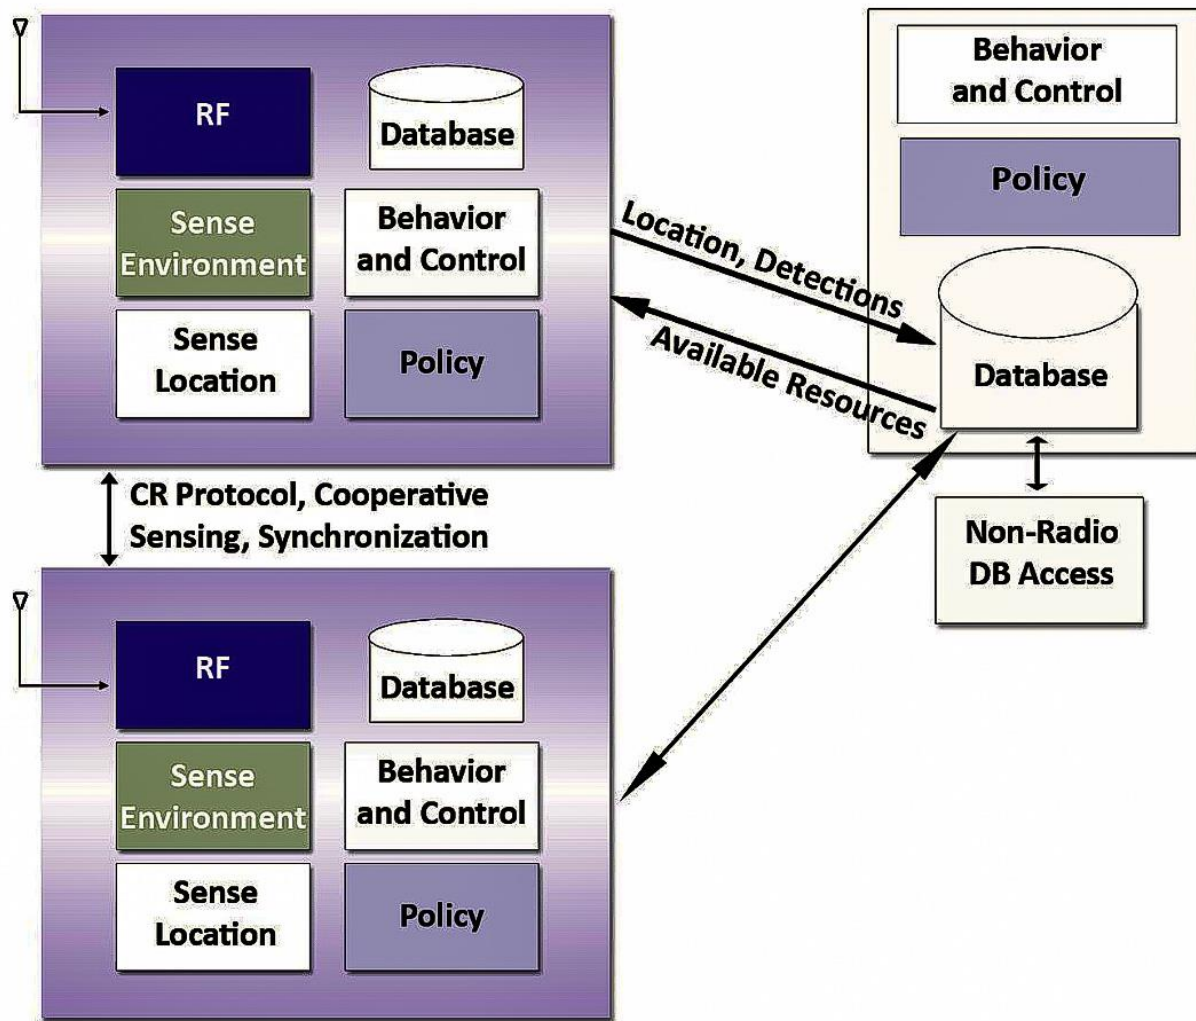 RF
Database
Sense
Environment
Behavior
and Control
Sense
Location
Policy
Behavior
and Control
Policy
Database
Location, Detections
Available Resources
Non-Radio
DB Access
CR Protocol, Cooperative
Sensing, Synchronization
RF
Database
Sense
Environment
Behavior
and Control
Sense
Location
Policy